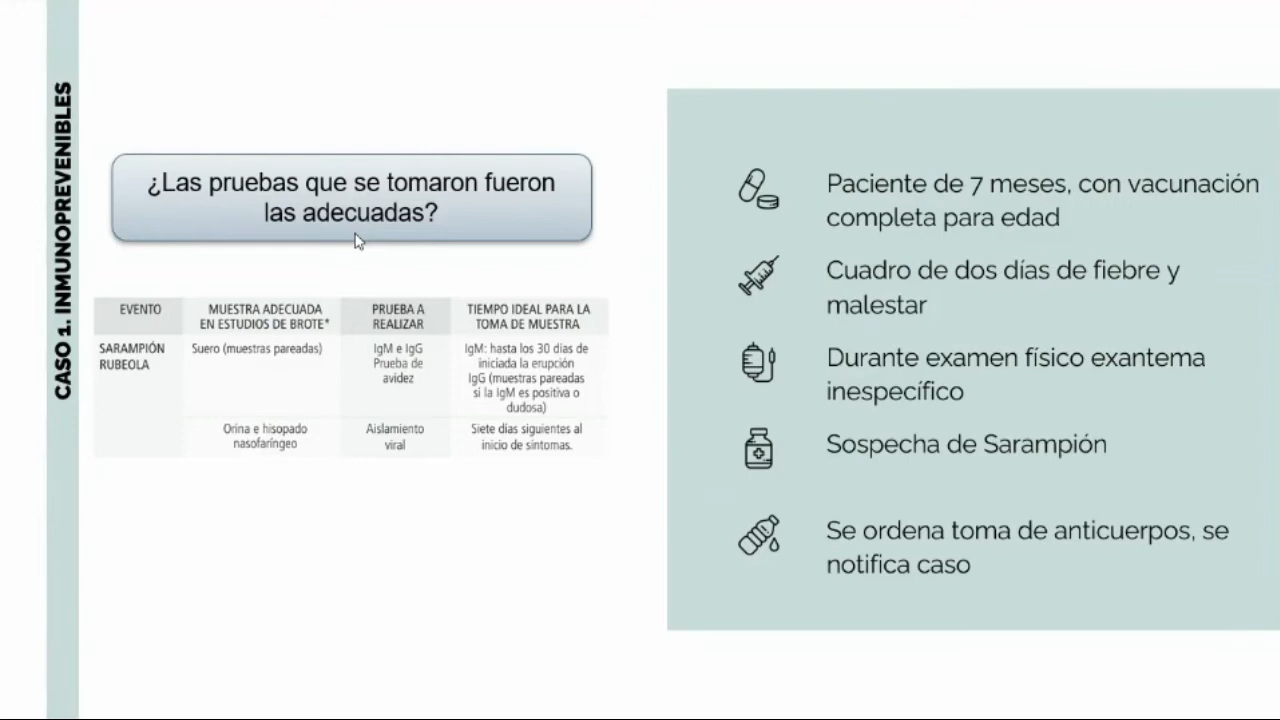 CASO 1. INMUNOPREVENIBLES
¿Las pruebas que se tomaron fueron
las adecuadas?
EVENTO
MUESTRA ADECUADA
EN ESTUDIOS DE BROTE*
PRUEBA A
REALIZAR
TIEMPO IDEAL PARA LA
TOMA DE MUESTRA
SARAMPIÓN
RUBEOLA
Suero (muestras pareadas)
IgM e IgG
Prueba de
avidez
IgM: hasta los 30 días de
iniciada la erupción
IgG (muestras pareadas
si la IgM es positiva o
dudosa)
Orina e hisopado
nasofaríngeo
Aislamiento
viral
Siete días siguientes al
inicio de síntomas.
Paciente de 7 meses, con vacunación
completa para edad
Cuadro de dos días de fiebre y
malestar
Durante examen físico exantema
inespecífico
Sospecha de Sarampión
Se ordena toma de anticuerpos, se
notifica caso